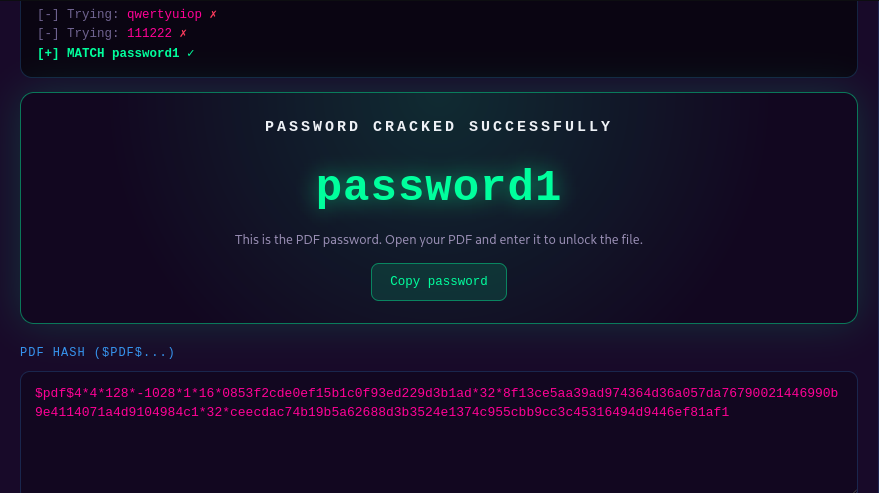 [-] Trying: qwertyuiop ✗
[-] Trying: 111222 ✗
[+] MATCH password1 ✓
PASSWORD CRACKED SUCCESSFULLY
password1
This is the PDF password. Open your PDF and enter it to unlock the file.
Copy password
PDF HASH ($PDF$...)
$pdf$4*4*128*-1028*1*16*0853f2cde0ef15b1c0f93ed229d3b1ad*32*8f13ce5aa39ad974364d36a057da76790021446990b
9e4114071a4d9104984c1*32*ceecdac74b19b5a62688d3b3524e1374c955cbb9cc3c45316494d9446ef81af1